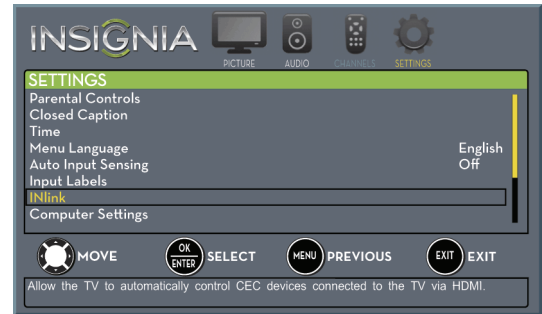 INSIGNIA
PICTURE AUDIO CHANNELS SETTINGS
SETTINGS
Parental Controls
Closed Caption
Time
Menu Language English
Auto Input Sensing Off
Input Labels
INlink
Computer Settings
MOVE OK ENTER SELECT MENU PREVIOUS EXIT EXIT
Allow the TV to automatically control CEC devices connected to the TV via HDMI.